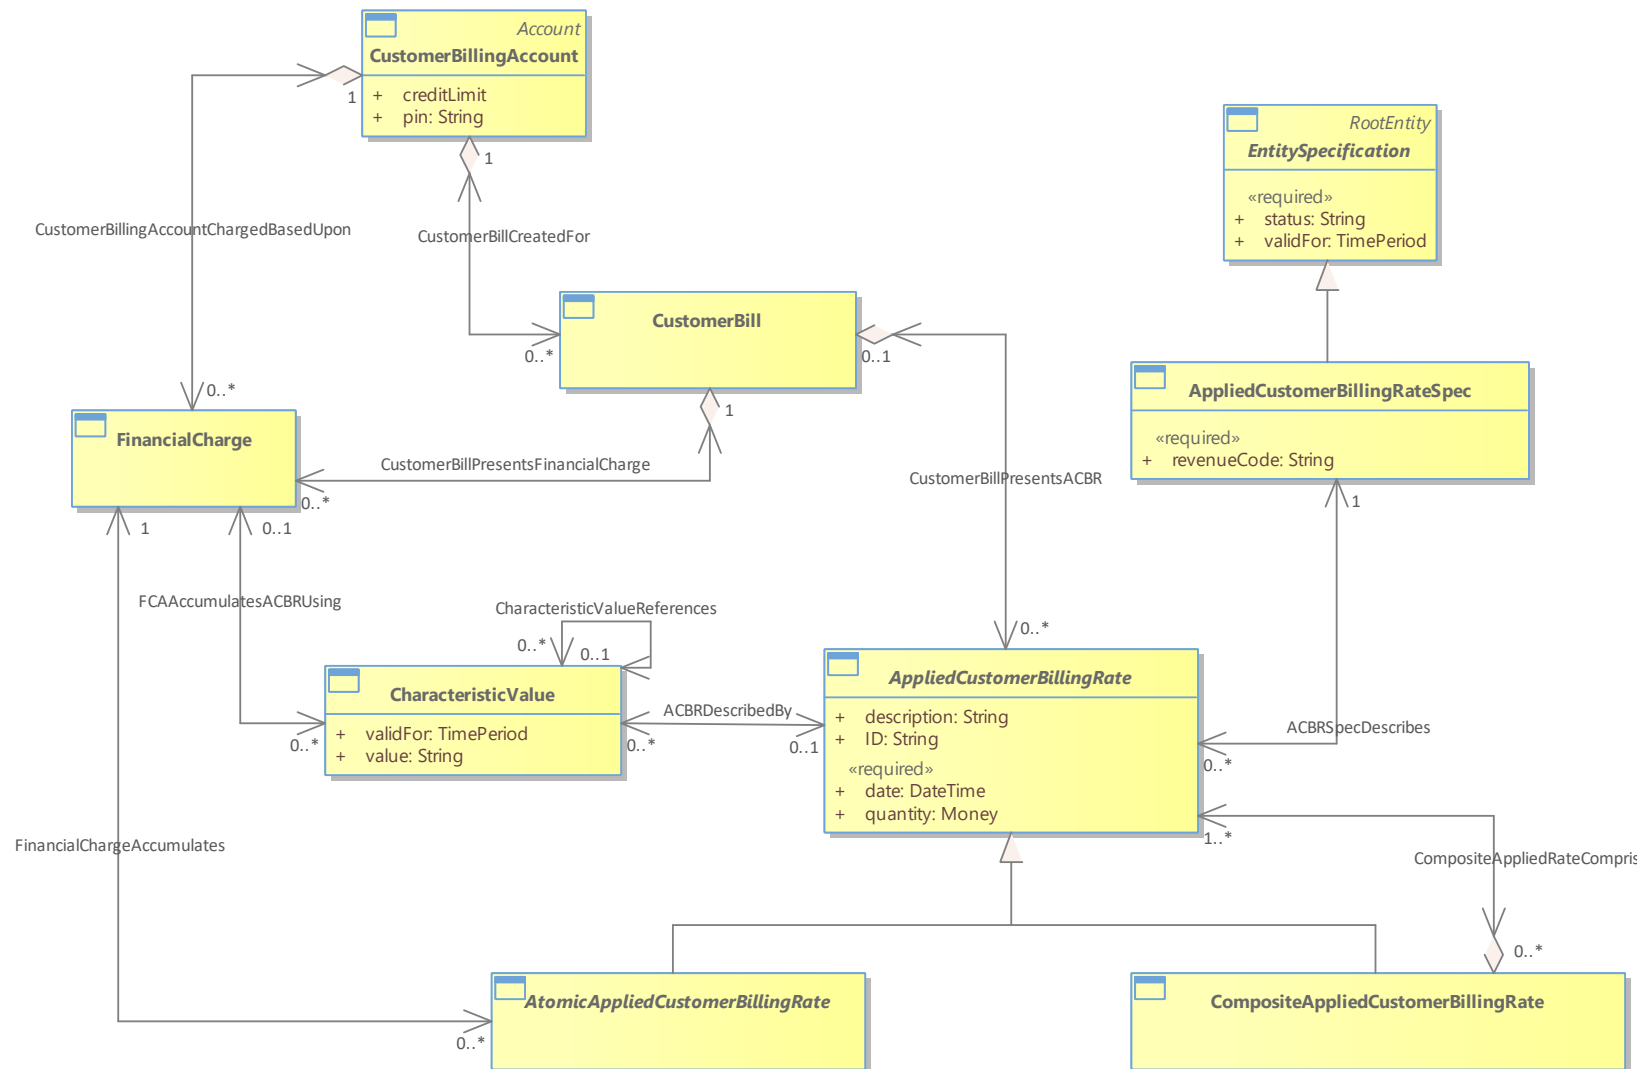 Account
CustomerBillingAccount
+ creditLimit
+ pin: String
1
1
CustomerBillingAccountChargedBasedUpon
CustomerBillCreatedFor
RootEntity
EntitySpecification
«required»
+ status: String
+ validFor: TimePeriod
CustomerBill
0..*
0..1
1
0..*
FinancialCharge
CustomerBillPresentsFinancialCharge
0..*
CustomerBillPresentsACBR
AppliedCustomerBillingRateSpec
«required»
+ revenueCode: String
1
1
0..1
FCAAccumulatesACBRUsing
CharacteristicValueReferences
0..*
0..1
0..*
CharacteristicValue
+ validFor: TimePeriod
+ value: String
0..*
0..*
ACBRDescribedBy
0..1
AppliedCustomerBillingRate
+ description: String
+ ID: String
«required»
+ date: DateTime
+ quantity: Money
ACBRSpecDescribes
0..*
1..*
CompositeAppliedRateCompris
FinancialChargeAccumulates
0..*
0..*
AtomicAppliedCustomerBillingRate
CompositeAppliedCustomerBillingRate